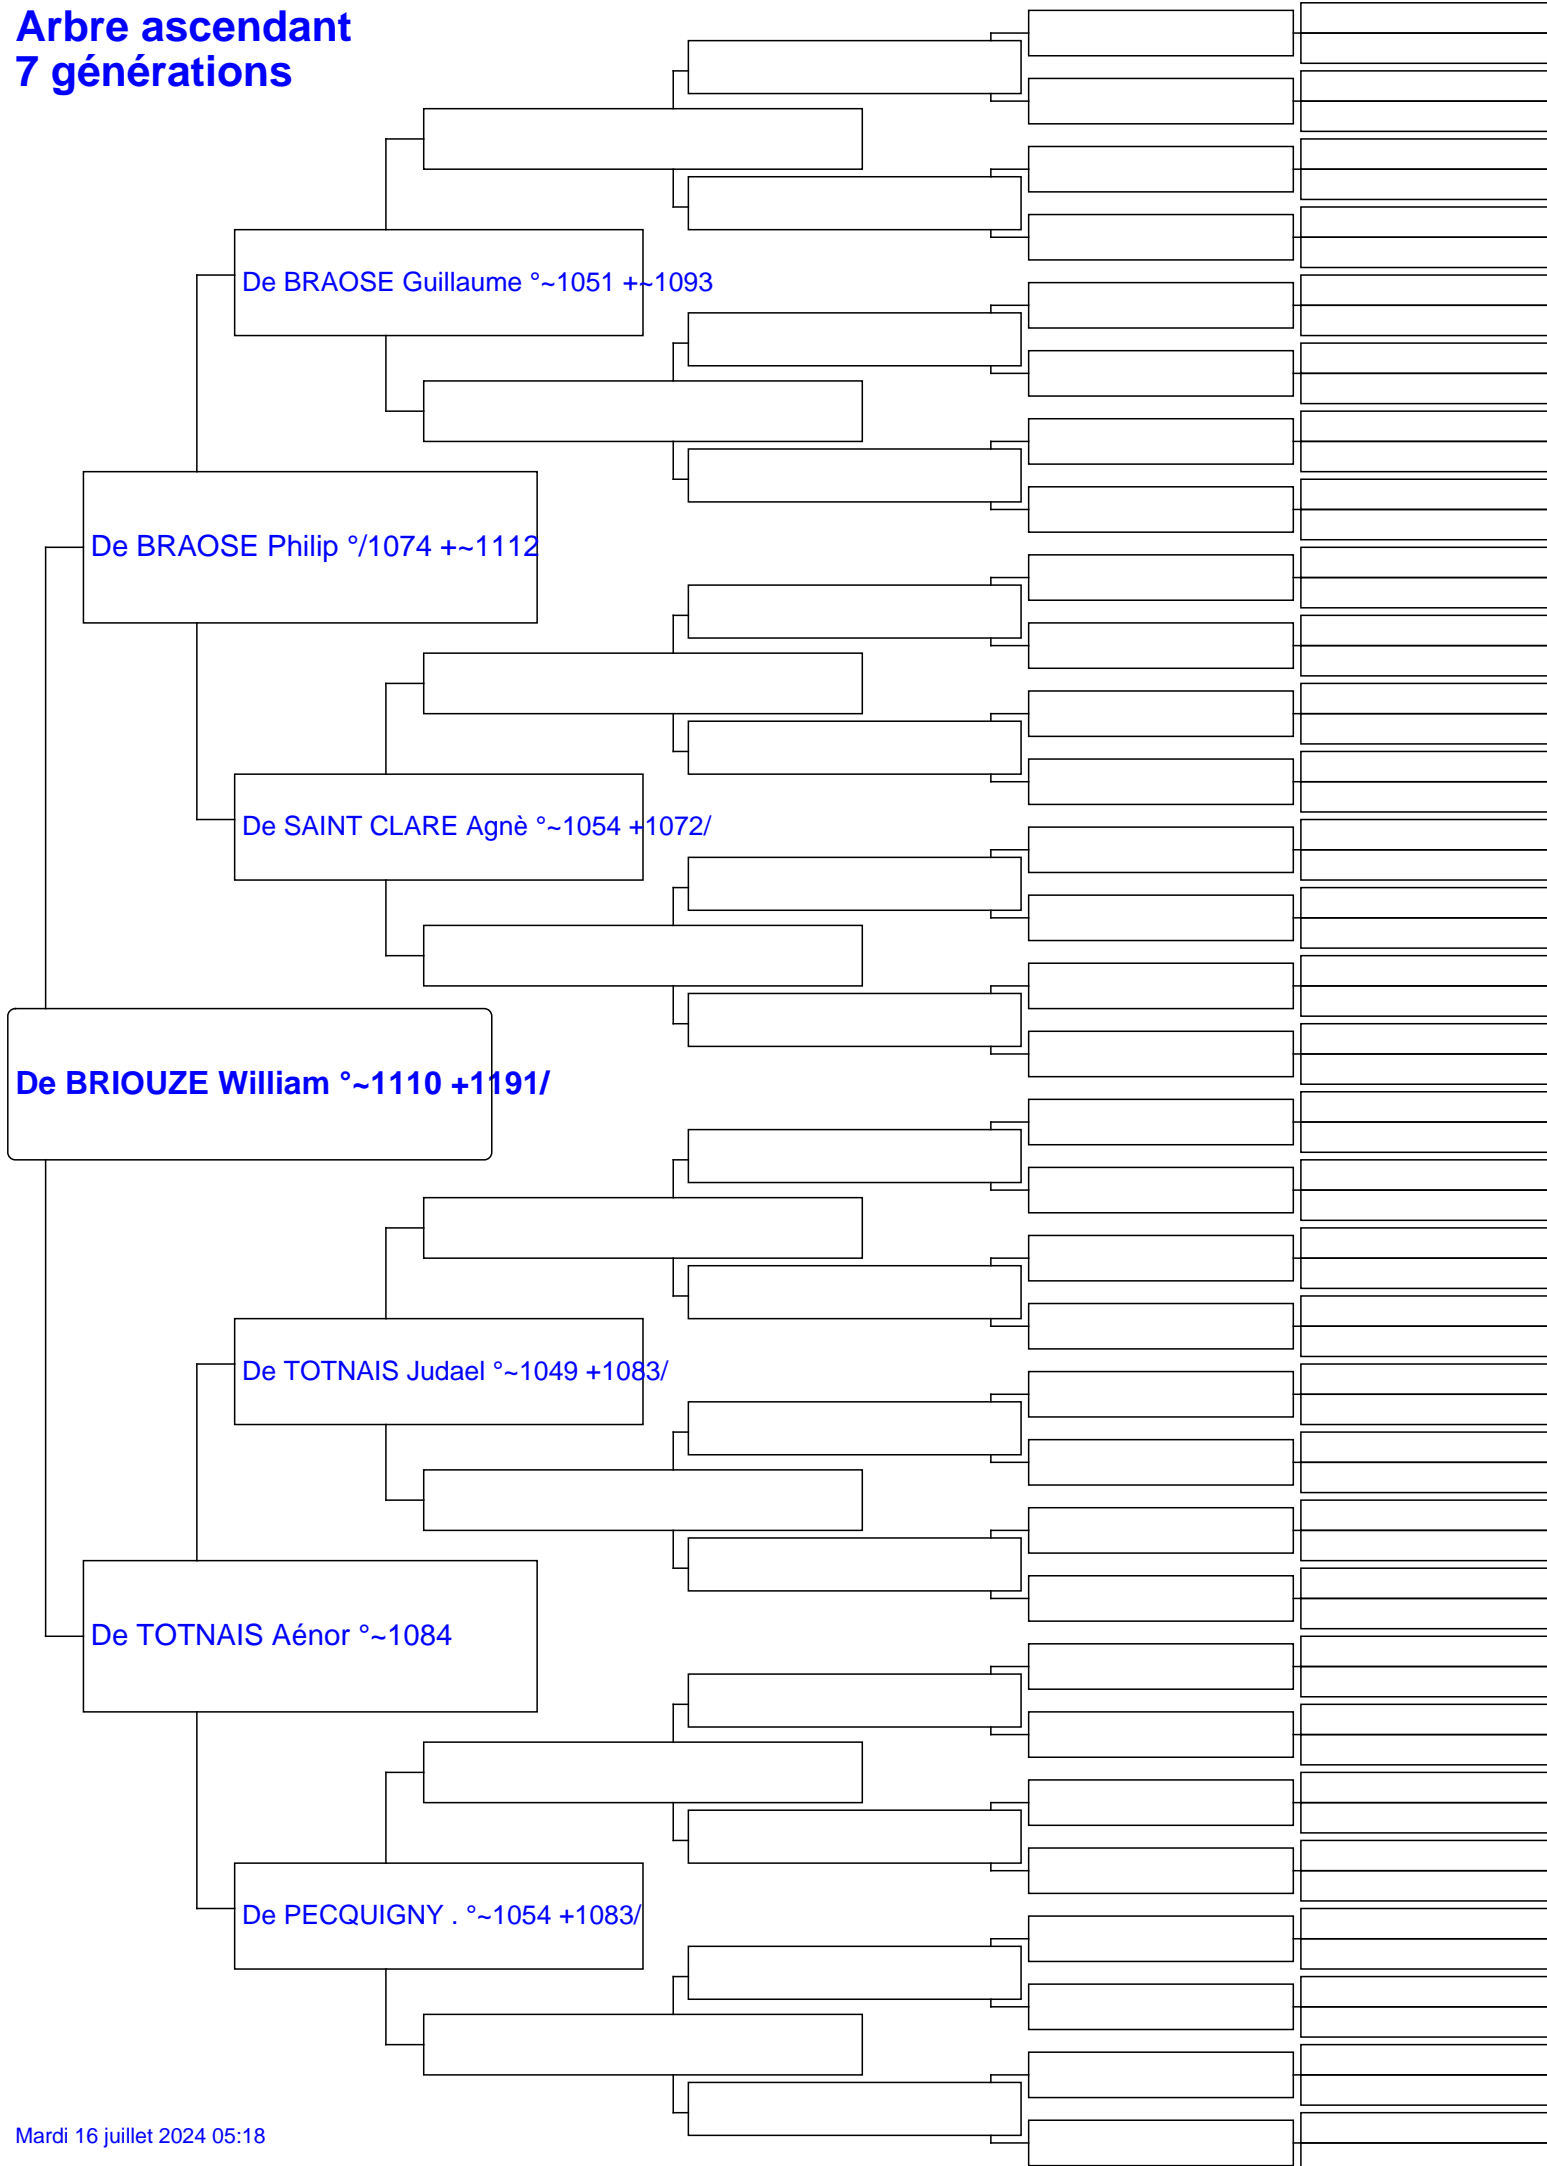 Arbre ascendant
7 générations
De BRAOSE Guillaume °~1051 +~1093
De BRAOSE Philip °/1074 +~1112
De SAINT CLARE Agnè °~1054 +1072/
De BRIOUZE William °~1110 +1191/
De TOTNAIS Judael °~1049 +1083/
De TOTNAIS Aénor °~1084
De PECQUIGNY . °~1054 +1083/
Mardi 16 juillet 2024 05:18